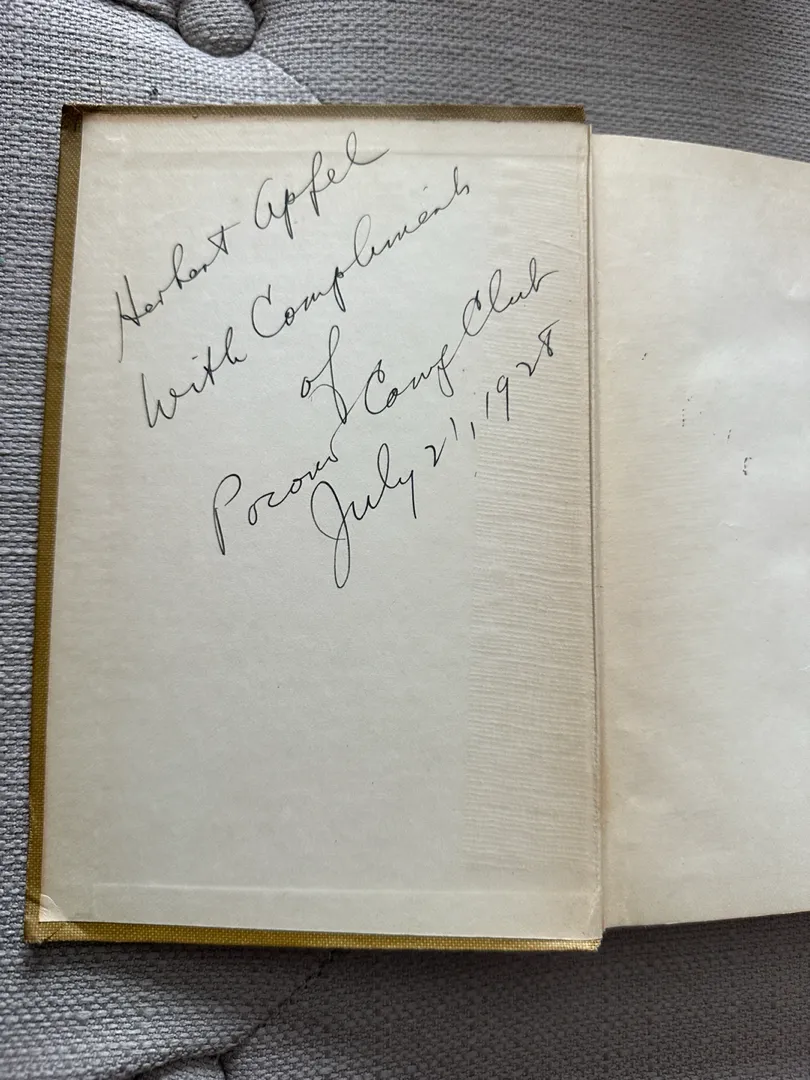 Herbert Apfel
With Compliments
of
Pocono Camp Club
July 21, 1928